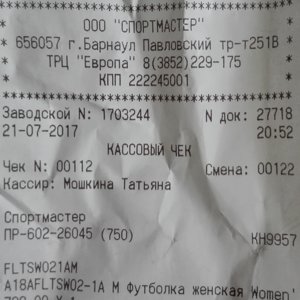 ООО "СПОРТМАСТЕР"
* 656057 г.Барнаул Павловский тр-т251В *
* ТРЦ "Европа" 8(3852)229-175 *
* КПП 222245001 *
Заводской N: 1703244 N док: 27718
21-07-2017 20:52
КАССОВЫЙ ЧЕК
Чек N: 00112 Смена: 00122
Кассир: Мошкина Татьяна
Спортмастер
ПР-602-26045 (750) КН9957
FLTSW021AM
A18AFLTSW02-1A M Футболка женская Women'